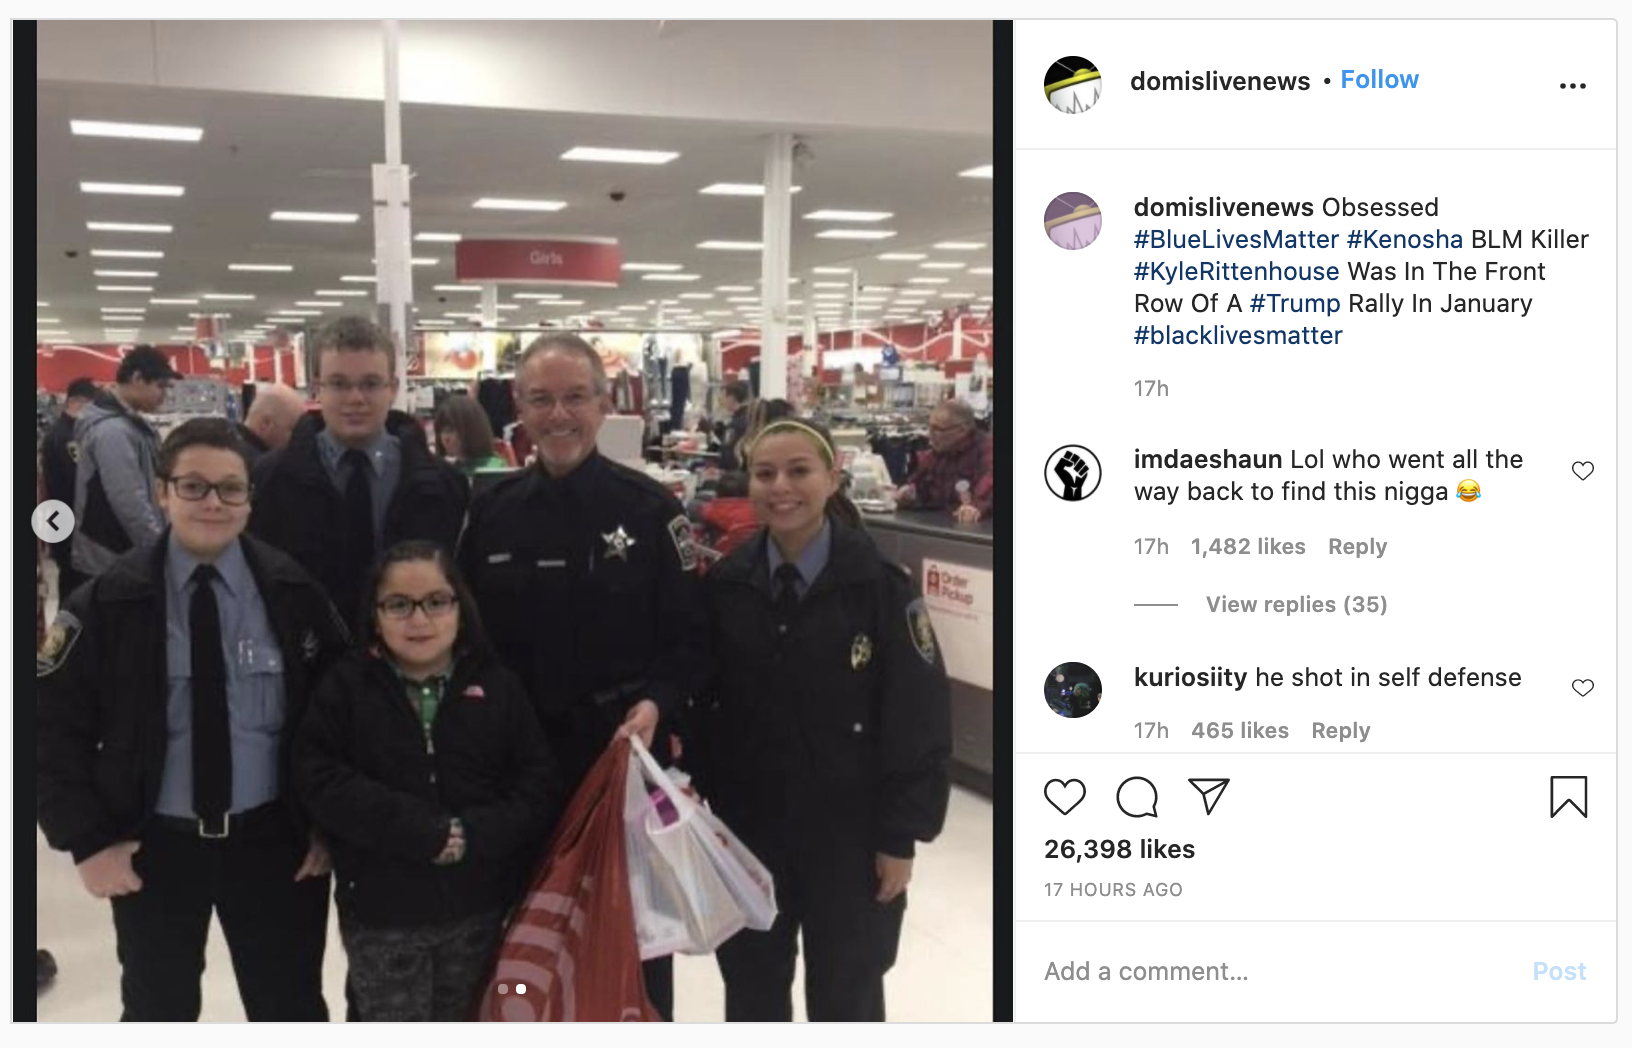 Girls
Order
Pickup
domislivenews • Follow
domislivenews Obsessed
#BlueLivesMatter #Kenosha BLM Killer
#KyleRittenhouse Was In The Front
Row Of A #Trump Rally In January
#blacklivesmatter
17h
imdaeshaun Lol who went all the
way back to find this nigga 😂
17h 1,482 likes Reply
View replies (35)
kuriosiity he shot in self defense
17h 465 likes Reply
26,398 likes
17 HOURS AGO
Add a comment... Post